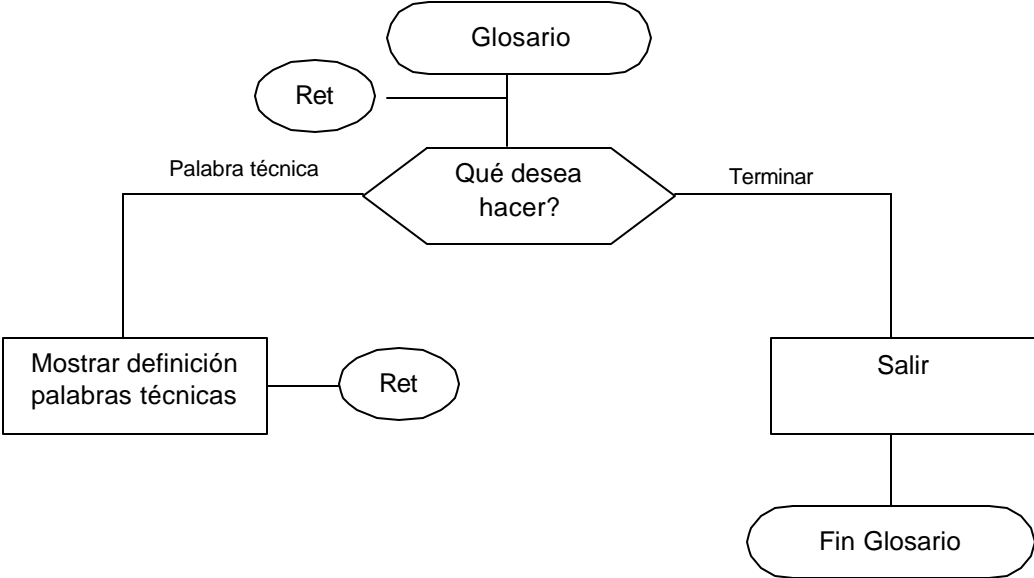 Glosario
Ret
Palabra técnica
Qué desea
hacer?
Terminar
Mostrar definición
palabras técnicas
Ret
Salir
Fin Glosario